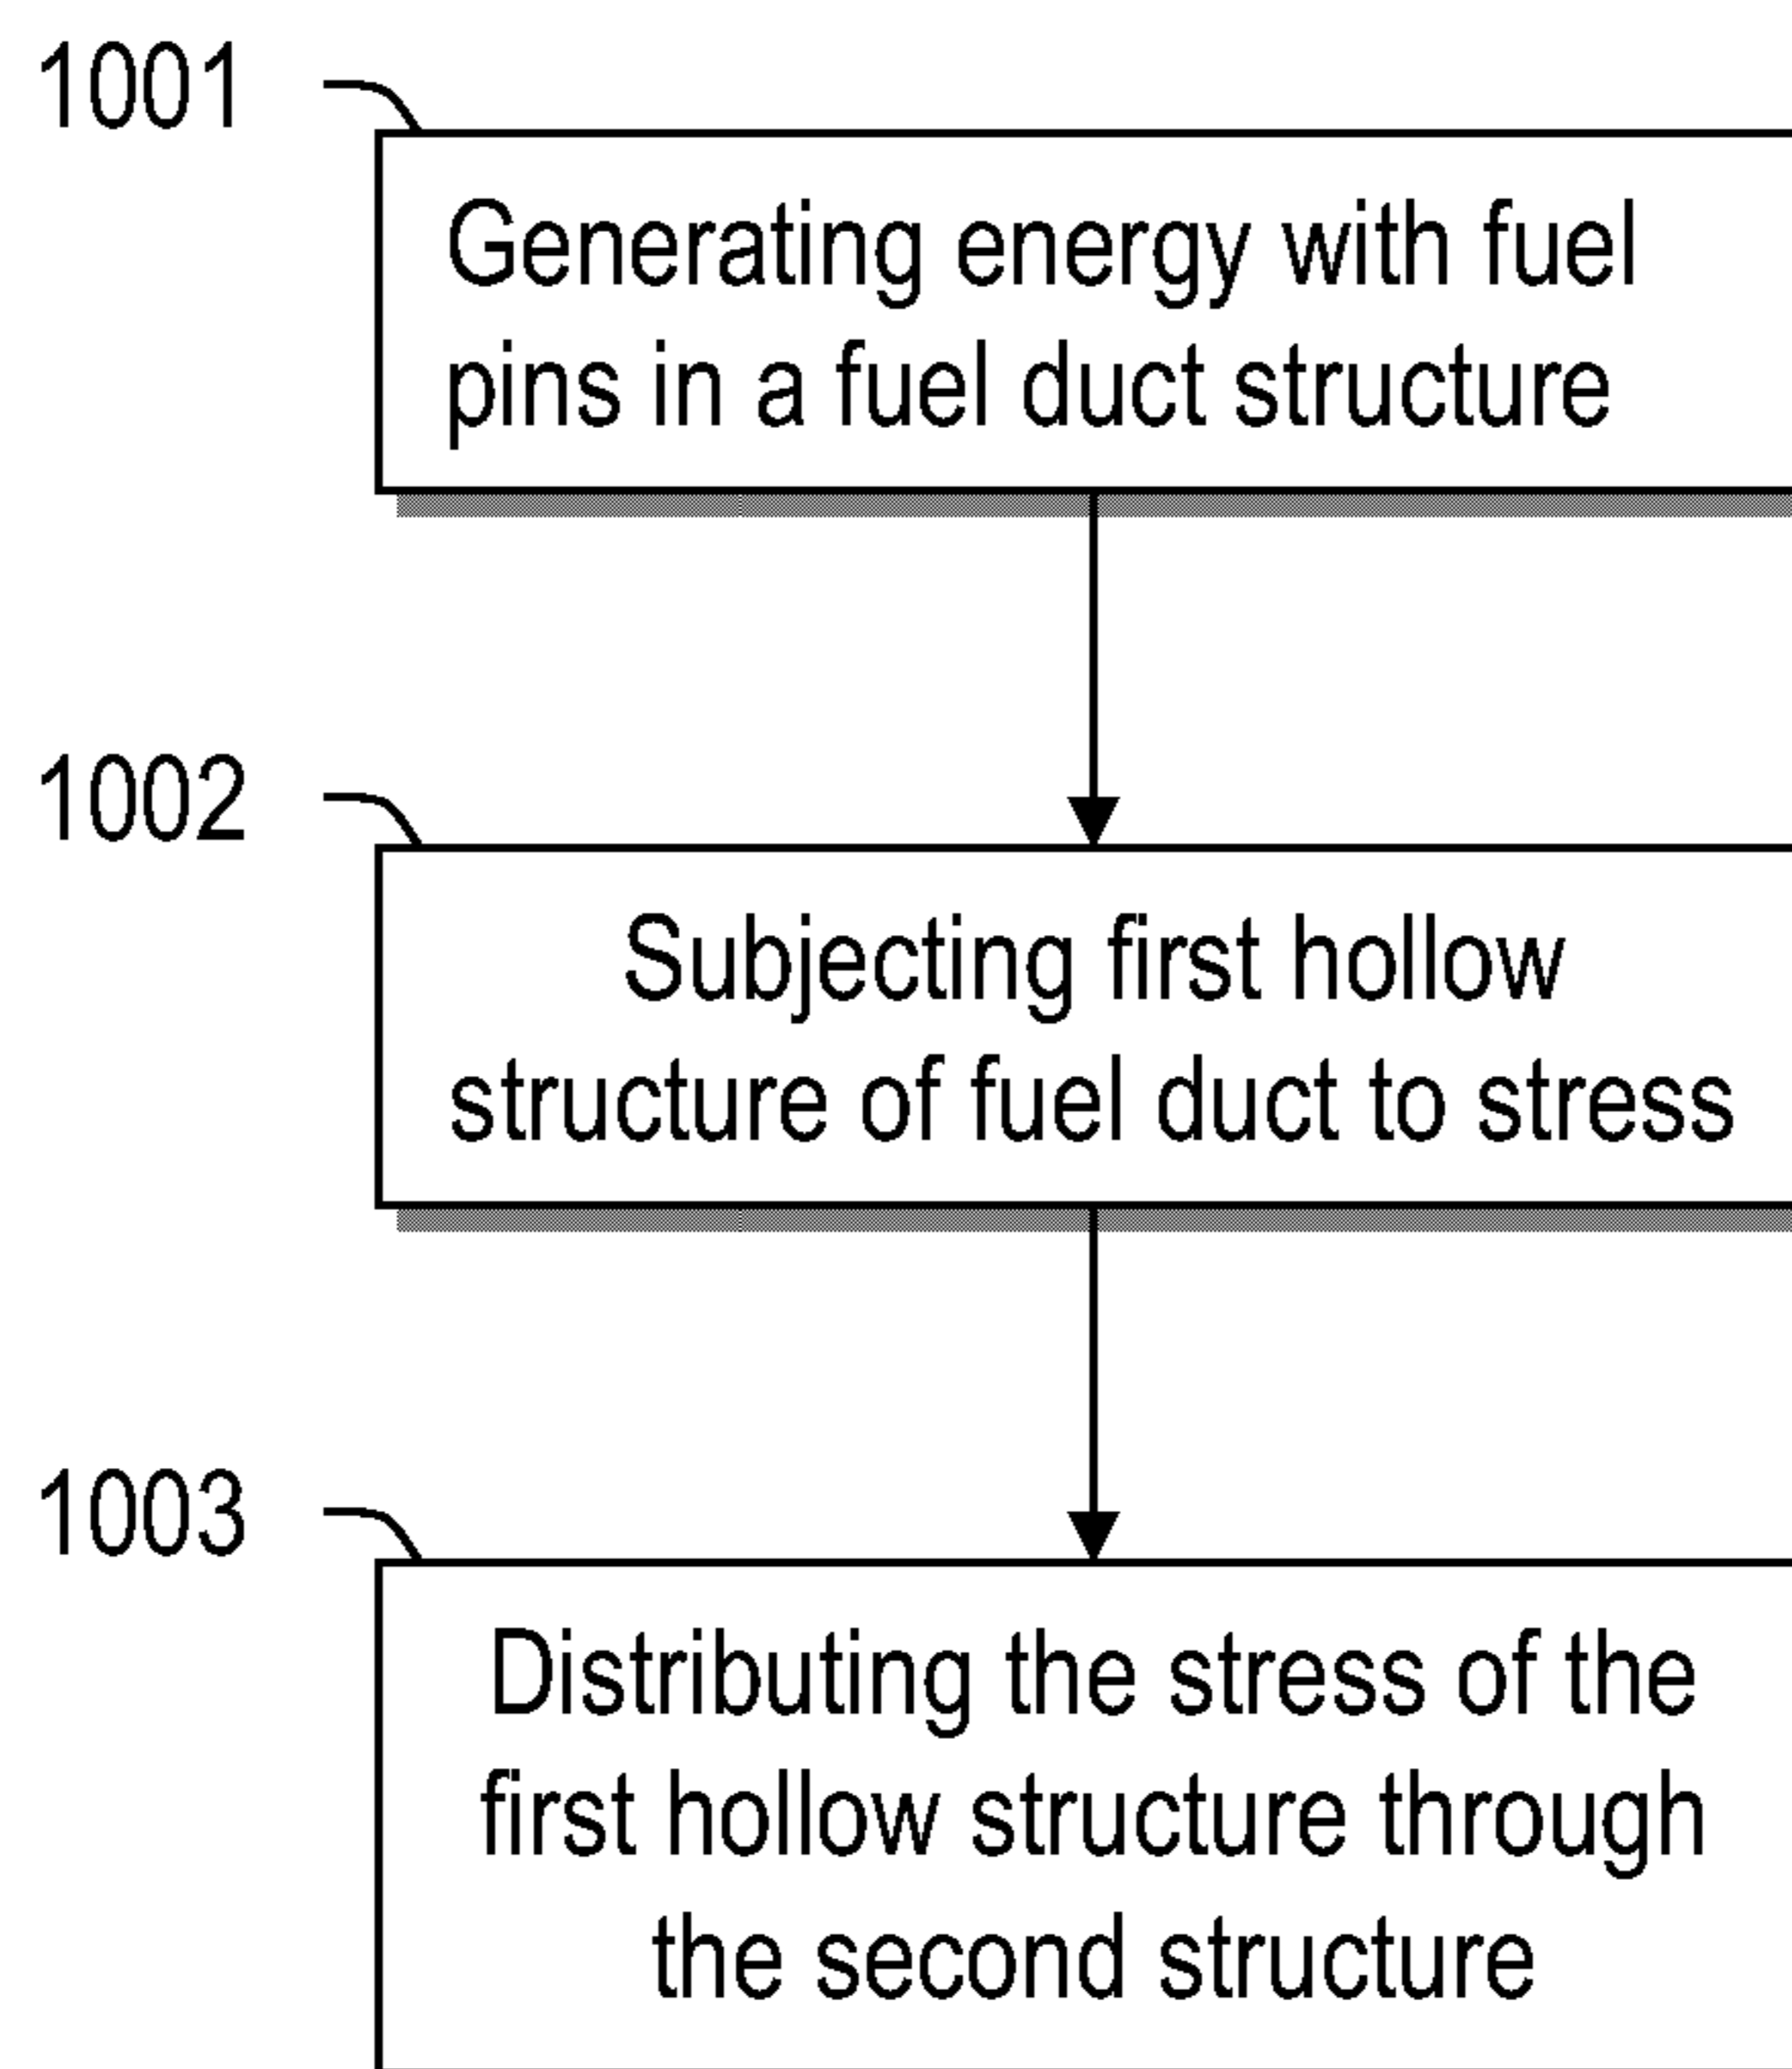 1001
Generating energy with fuel
pins in a fuel duct structure
1002
Subjecting first hollow
structure of fuel duct to stress
1003
Distributing the stress of the
first hollow structure through
the second structure